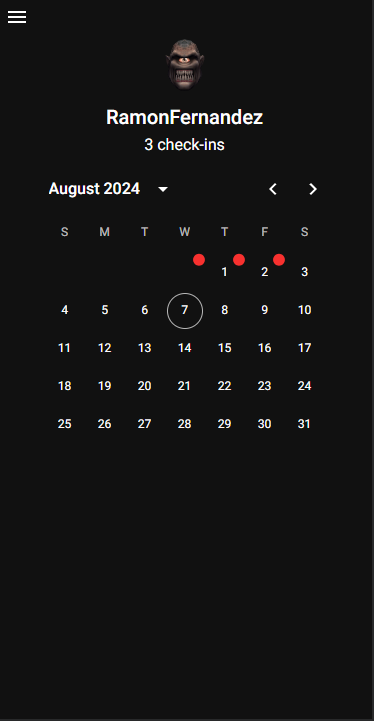 RamonFernandez
3 check-ins
August 2024
S M T W T F S
1 2 3
4 5 6 7 8 9 10
11 12 13 14 15 16 17
18 19 20 21 22 23 24
25 26 27 28 29 30 31